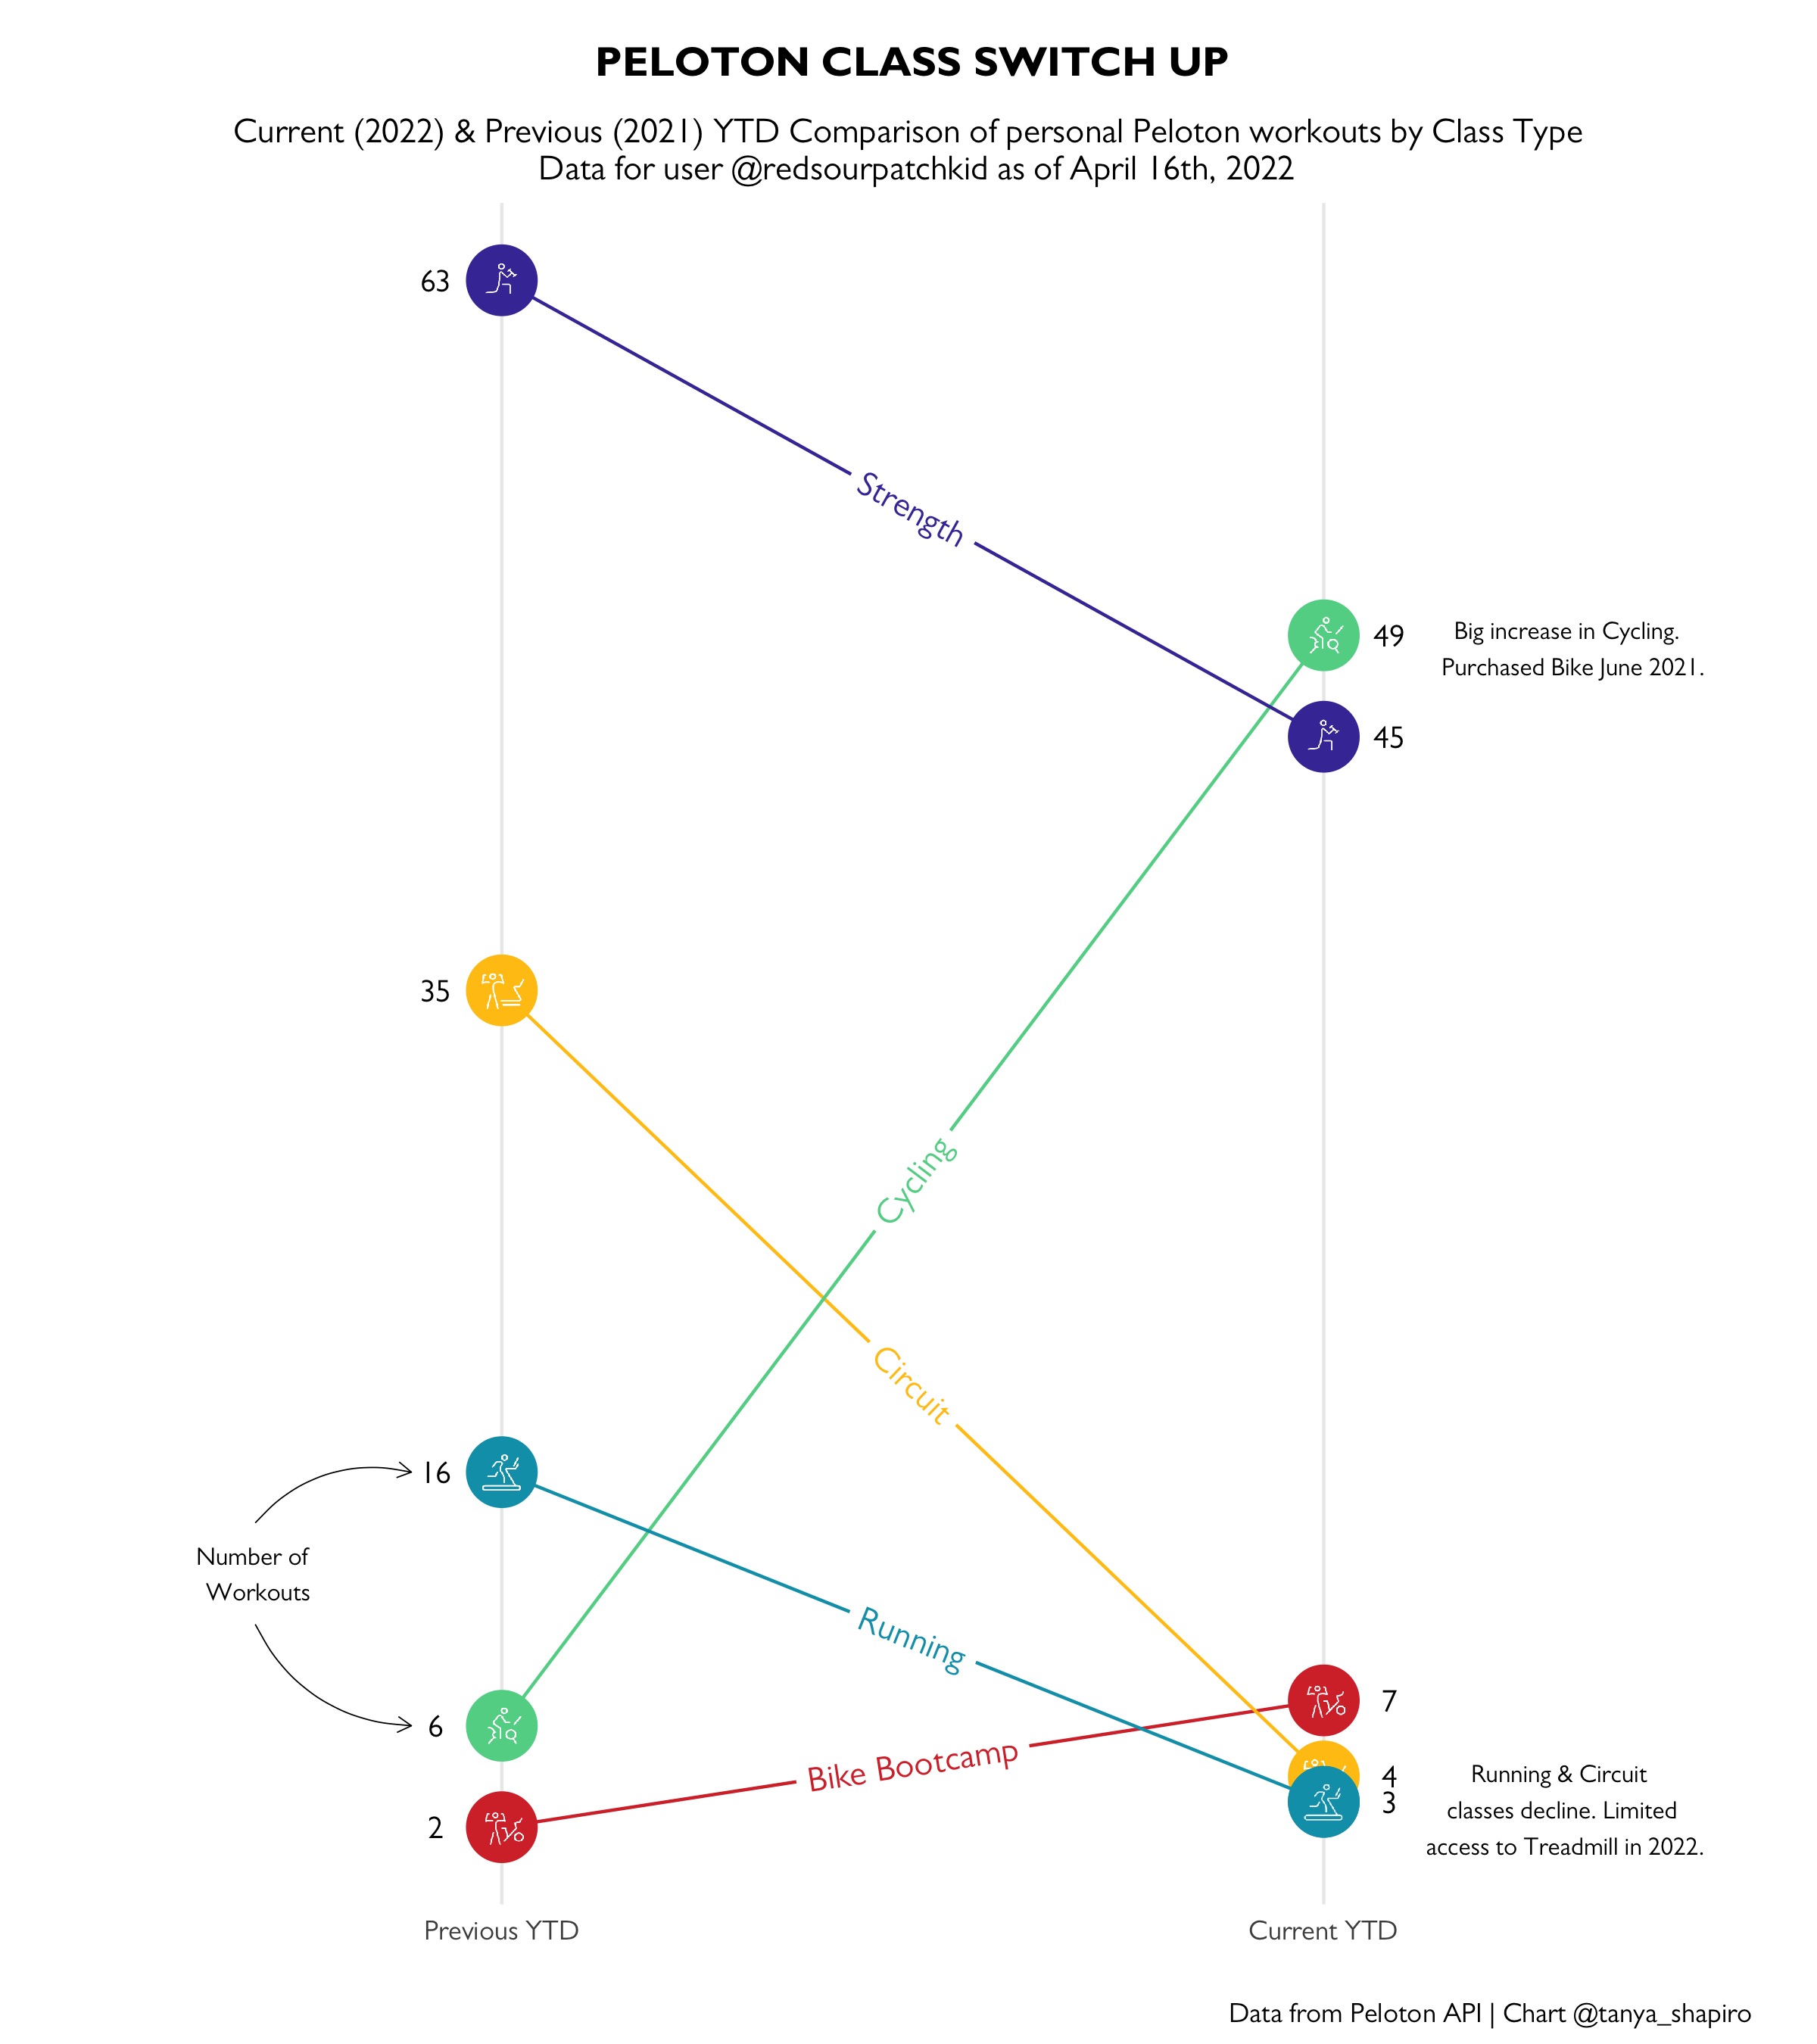 PELOTON CLASS SWITCH UP
Current (2022) & Previous (2021) YTD Comparison of personal Peloton workouts by Class Type
Data for user @redsourpatchkid as of April 16th, 2022
63
Strength
49
Big increase in Cycling.
Purchased Bike June 2021.
45
35
Cycling
Circuit
16
Number of
Workouts
Running
6
7
Bike Bootcamp
2
4
3
Running & Circuit
classes decline. Limited
access to Treadmill in 2022.
Previous YTD
Current YTD
Data from Peloton API | Chart @tanya_shapiro